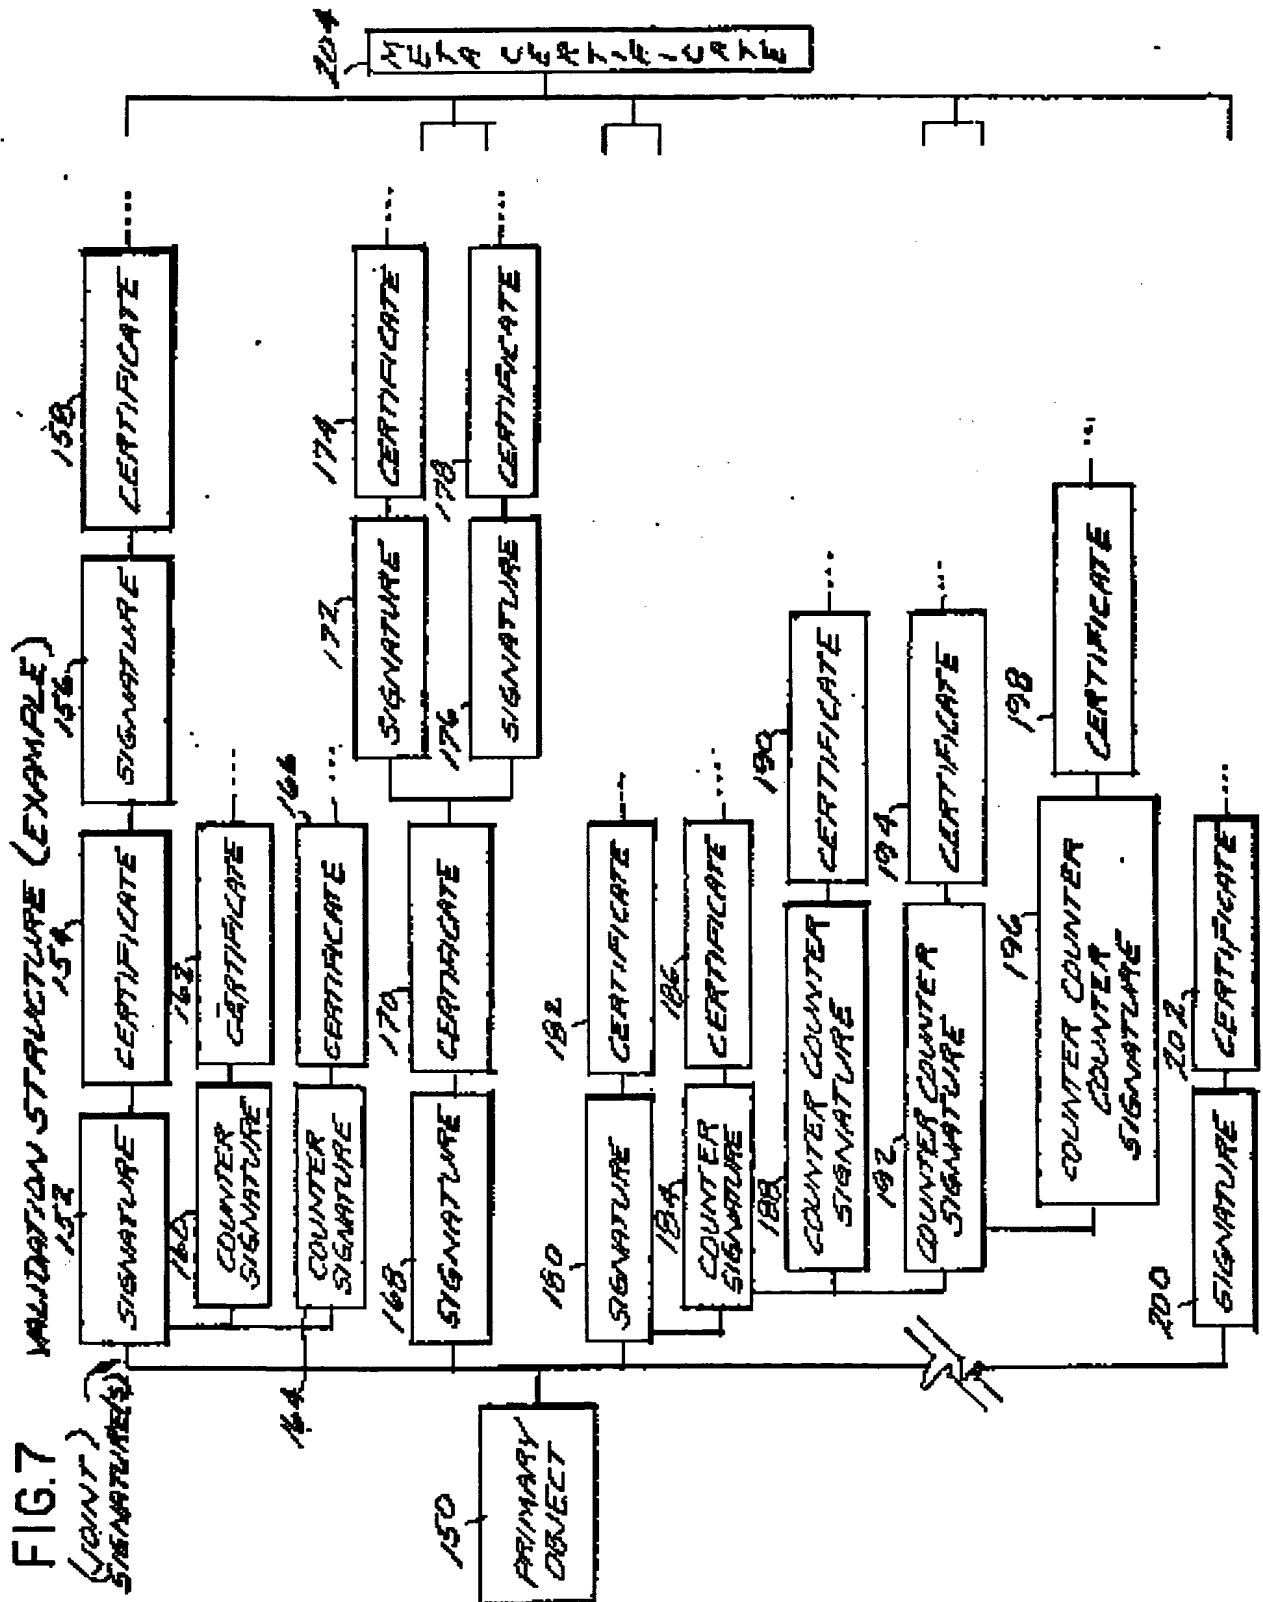 FIG.7
VALIDATION STRUCTURE (EXAMPLE)
(JOINT)
SIGNATURE(S)
150
PRIMARY
OBJECT
152
SIGNATURE
154
CERTIFICATE
156
SIGNATURE
158
CERTIFICATE
160
COUNTER
SIGNATURE
162
CERTIFICATE
164
COUNTER
SIGNATURE
166
CERTIFICATE
168
SIGNATURE
170
CERTIFICATE
172
SIGNATURE
174
CERTIFICATE
176
SIGNATURE
178
CERTIFICATE
180
SIGNATURE
182
CERTIFICATE
184
COUNTER
SIGNATURE
186
CERTIFICATE
188
COUNTER COUNTER
SIGNATURE
190
CERTIFICATE
192
COUNTER COUNTER
SIGNATURE
194
CERTIFICATE
196
COUNTER COUNTER
COUNTER
SIGNATURE
198
CERTIFICATE
200
SIGNATURE
202
CERTIFICATE
204
META CERTIFICATE